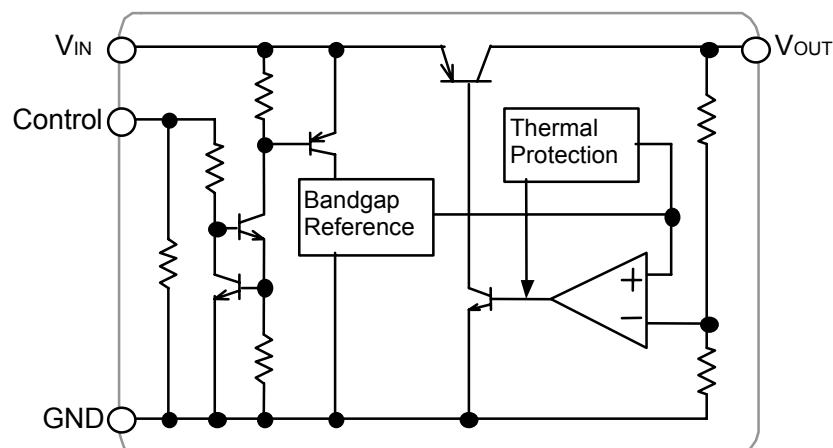 VIN
VOUT
Control
Thermal
Protection
Bandgap
Reference
+
−
GND